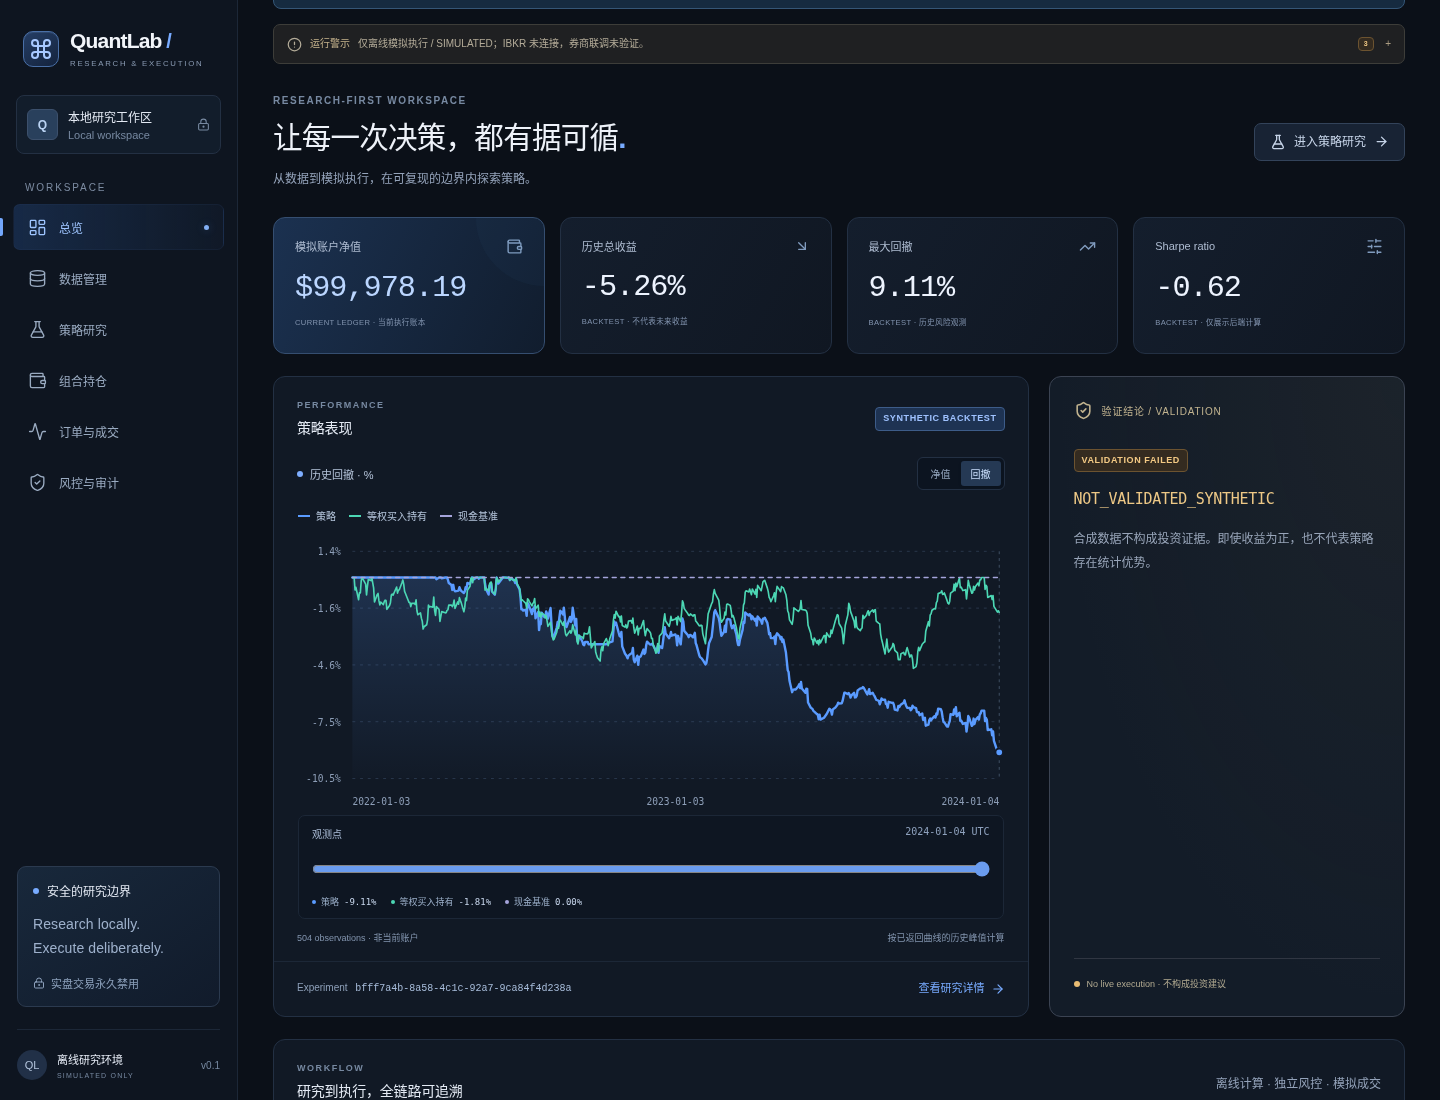 QuantLab /
RESEARCH & EXECUTION
Q
本地研究工作区
Local workspace
WORKSPACE
总览
数据管理
策略研究
组合持仓
订单与成交
风控与审计
安全的研究边界
Research locally.
Execute deliberately.
实盘交易永久禁用
QL
离线研究环境
SIMULATED ONLY
v0.1
运行警示 仅离线模拟执行 / SIMULATED；IBKR 未连接，券商联调未验证。
3 +
RESEARCH-FIRST WORKSPACE
让每一次决策，都有据可循.
从数据到模拟执行，在可复现的边界内探索策略。
进入策略研究
模拟账户净值
$99,978.19
CURRENT LEDGER · 当前执行账本
历史总收益
-5.26%
BACKTEST · 不代表未来收益
最大回撤
9.11%
BACKTEST · 历史风险观测
Sharpe ratio
-0.62
BACKTEST · 仅展示后端计算
PERFORMANCE
策略表现
SYNTHETIC BACKTEST
历史回撤 · %
净值 回撤
策略 等权买入持有 现金基准
1.4%
-1.6%
-4.6%
-7.5%
-10.5%
2022-01-03 2023-01-03 2024-01-04
观测点
2024-01-04 UTC
策略 -9.11% 等权买入持有 -1.81% 现金基准 0.00%
504 observations · 非当前账户
按已返回曲线的历史峰值计算
Experiment bfff7a4b-8a58-4c1c-92a7-9ca84f4d238a
查看研究详情
验证结论 / VALIDATION
VALIDATION FAILED
NOT_VALIDATED_SYNTHETIC
合成数据不构成投资证据。即使收益为正，也不代表策略
存在统计优势。
No live execution · 不构成投资建议
WORKFLOW
研究到执行，全链路可追溯
离线计算 · 独立风控 · 模拟成交